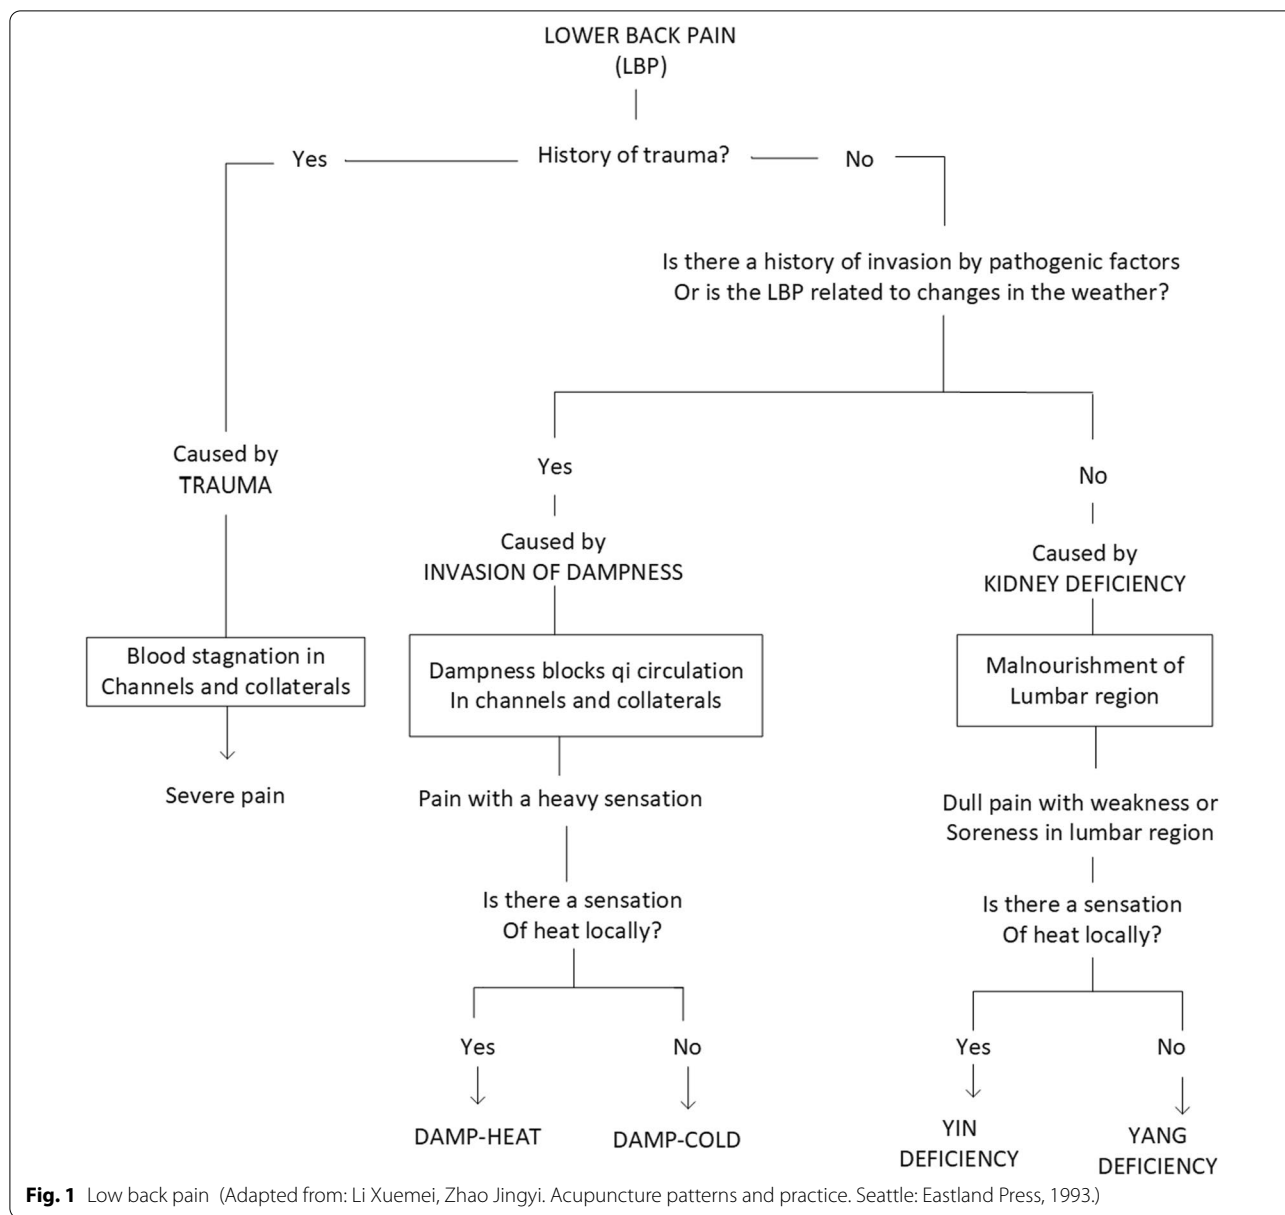 LOWER BACK PAIN
(LBP)
History of trauma?
Yes
No
Is there a history of invasion by pathogenic factors
Or is the LBP related to changes in the weather?
Caused by
TRAUMA
Blood stagnation in
Channels and collaterals
Severe pain
Yes
Caused by
INVASION OF DAMPNESS
Dampness blocks qi circulation
In channels and collaterals
Pain with a heavy sensation
Is there a sensation
Of heat locally?
Yes
No
DAMP-HEAT
DAMP-COLD
No
Caused by
KIDNEY DEFICIENCY
Malnourishment of
Lumbar region
Dull pain with weakness or
Soreness in lumbar region
Is there a sensation
Of heat locally?
Yes
No
YIN
DEFICIENCY
YANG
DEFICIENCY
Fig. 1 Low back pain (Adapted from: Li Xuemei, Zhao Jingyi. Acupuncture patterns and practice. Seattle: Eastland Press, 1993.)